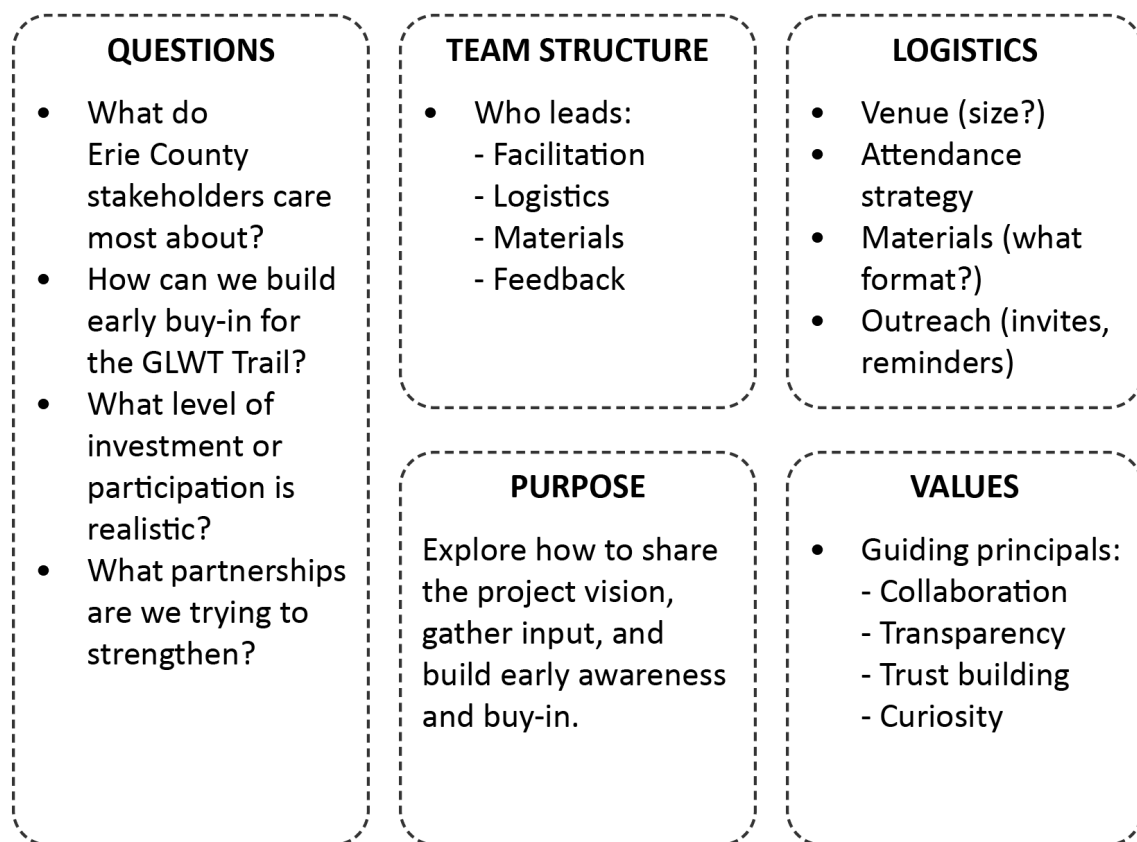 QUESTIONS
• What do
Erie County
stakeholders care
most about?
• How can we build
early buy-in for
the GLWT Trail?
• What level of
investment or
participation is
realistic?
• What partnerships
are we trying to
strengthen?
TEAM STRUCTURE
• Who leads:
- Facilitation
- Logistics
- Materials
- Feedback
LOGISTICS
• Venue (size?)
• Attendance
strategy
• Materials (what
format?)
• Outreach (invites,
reminders)
PURPOSE
Explore how to share
the project vision,
gather input, and
build early awareness
and buy-in.
VALUES
• Guiding principals:
- Collaboration
- Transparency
- Trust building
- Curiosity